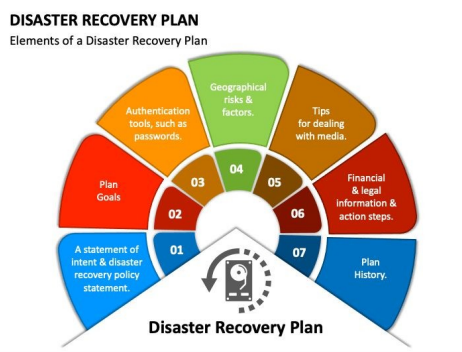 DISASTER RECOVERY PLAN
Elements of a Disaster Recovery Plan
A statement of
intent & disaster
recovery policy
statement.
01
Plan
Goals
02
Authentication
tools, such as
passwords.
03
Geographical
risks &
factors.
04
Tips
for dealing
with media.
05
Financial
& legal
information &
action steps.
06
Plan
History.
07
Disaster Recovery Plan